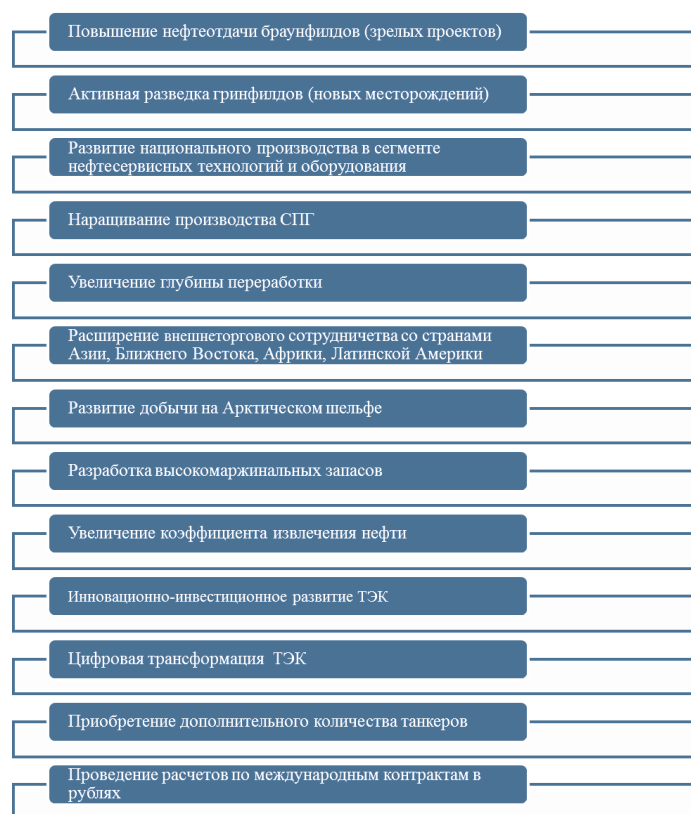 Повышение нефтеотдачи браунфилдов (зрелых проектов)
Активная разведка гринфилдов (новых месторождений)
Развитие национального производства в сегменте
нефтесервисных технологий и оборудования
Наращивание производства СПГ
Увеличение глубины переработки
Расширение внешнеторгового сотрудничетва со странами
Азии, Ближнего Востока, Африки, Латинской Америки
Развитие добычи на Арктическом шельфе
Разработка высокомаржинальных запасов
Увеличение коэффициента извлечения нефти
Инновационно-инвестиционное развитие ТЭК
Цифровая трансформация ТЭК
Приобретение дополнительного количества танкеров
Проведение расчетов по международным контрактам в
рублях